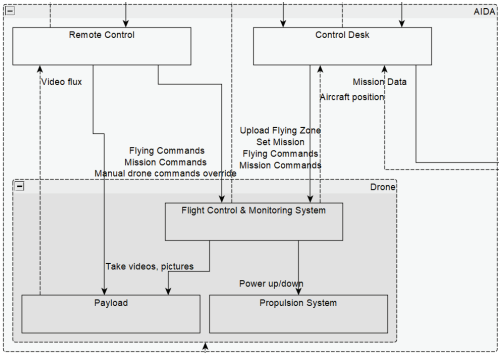 AIDA
Remote Control
Control Desk
Video flux
Mission Data
Aircraft position
Upload Flying Zone
Set Mission
Flying Commands
Mission Commands
Flying Commands
Mission Commands
Manual drone commands override
Drone
Flight Control & Monitoring System
Take videos, pictures
Power up/down
Payload
Propulsion System